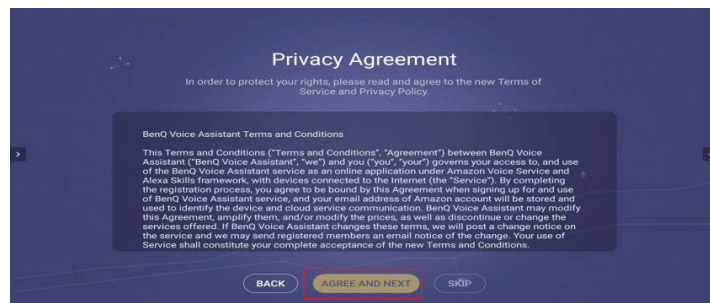 Privacy Agreement
In order to protect your rights, please read and agree to the new Terms of
Service and Privacy Policy.
BenQ Voice Assistant Terms and Conditions
This Terms and Conditions ("Terms and Conditions", "Agreement") between BenQ Voice
Assistant ("BenQ Voice Assistant", "we") and you ("you", "your") governs your access to, and use
of the BenQ Voice Assistant service as an online application under Amazon Voice Service and
Alexa Skills framework, with devices connected to the Internet (the "Service"). By completing
the registration process, you agree to be bound by this Agreement when signing up for and use
of BenQ Voice Assistant service, and your email address of Amazon account will be stored and
used to identify the device and cloud service communication. BenQ Voice Assistant may modify
this Agreement, amplify them, and/or modify the prices, as well as discontinue or change the
services offered. If BenQ Voice Assistant changes these terms, we will post a change notice on
the service and we may send registered members an email notice of the change. Your use of
Service shall constitute your complete acceptance of the new Terms and Conditions.
BACK AGREE AND NEXT SKIP